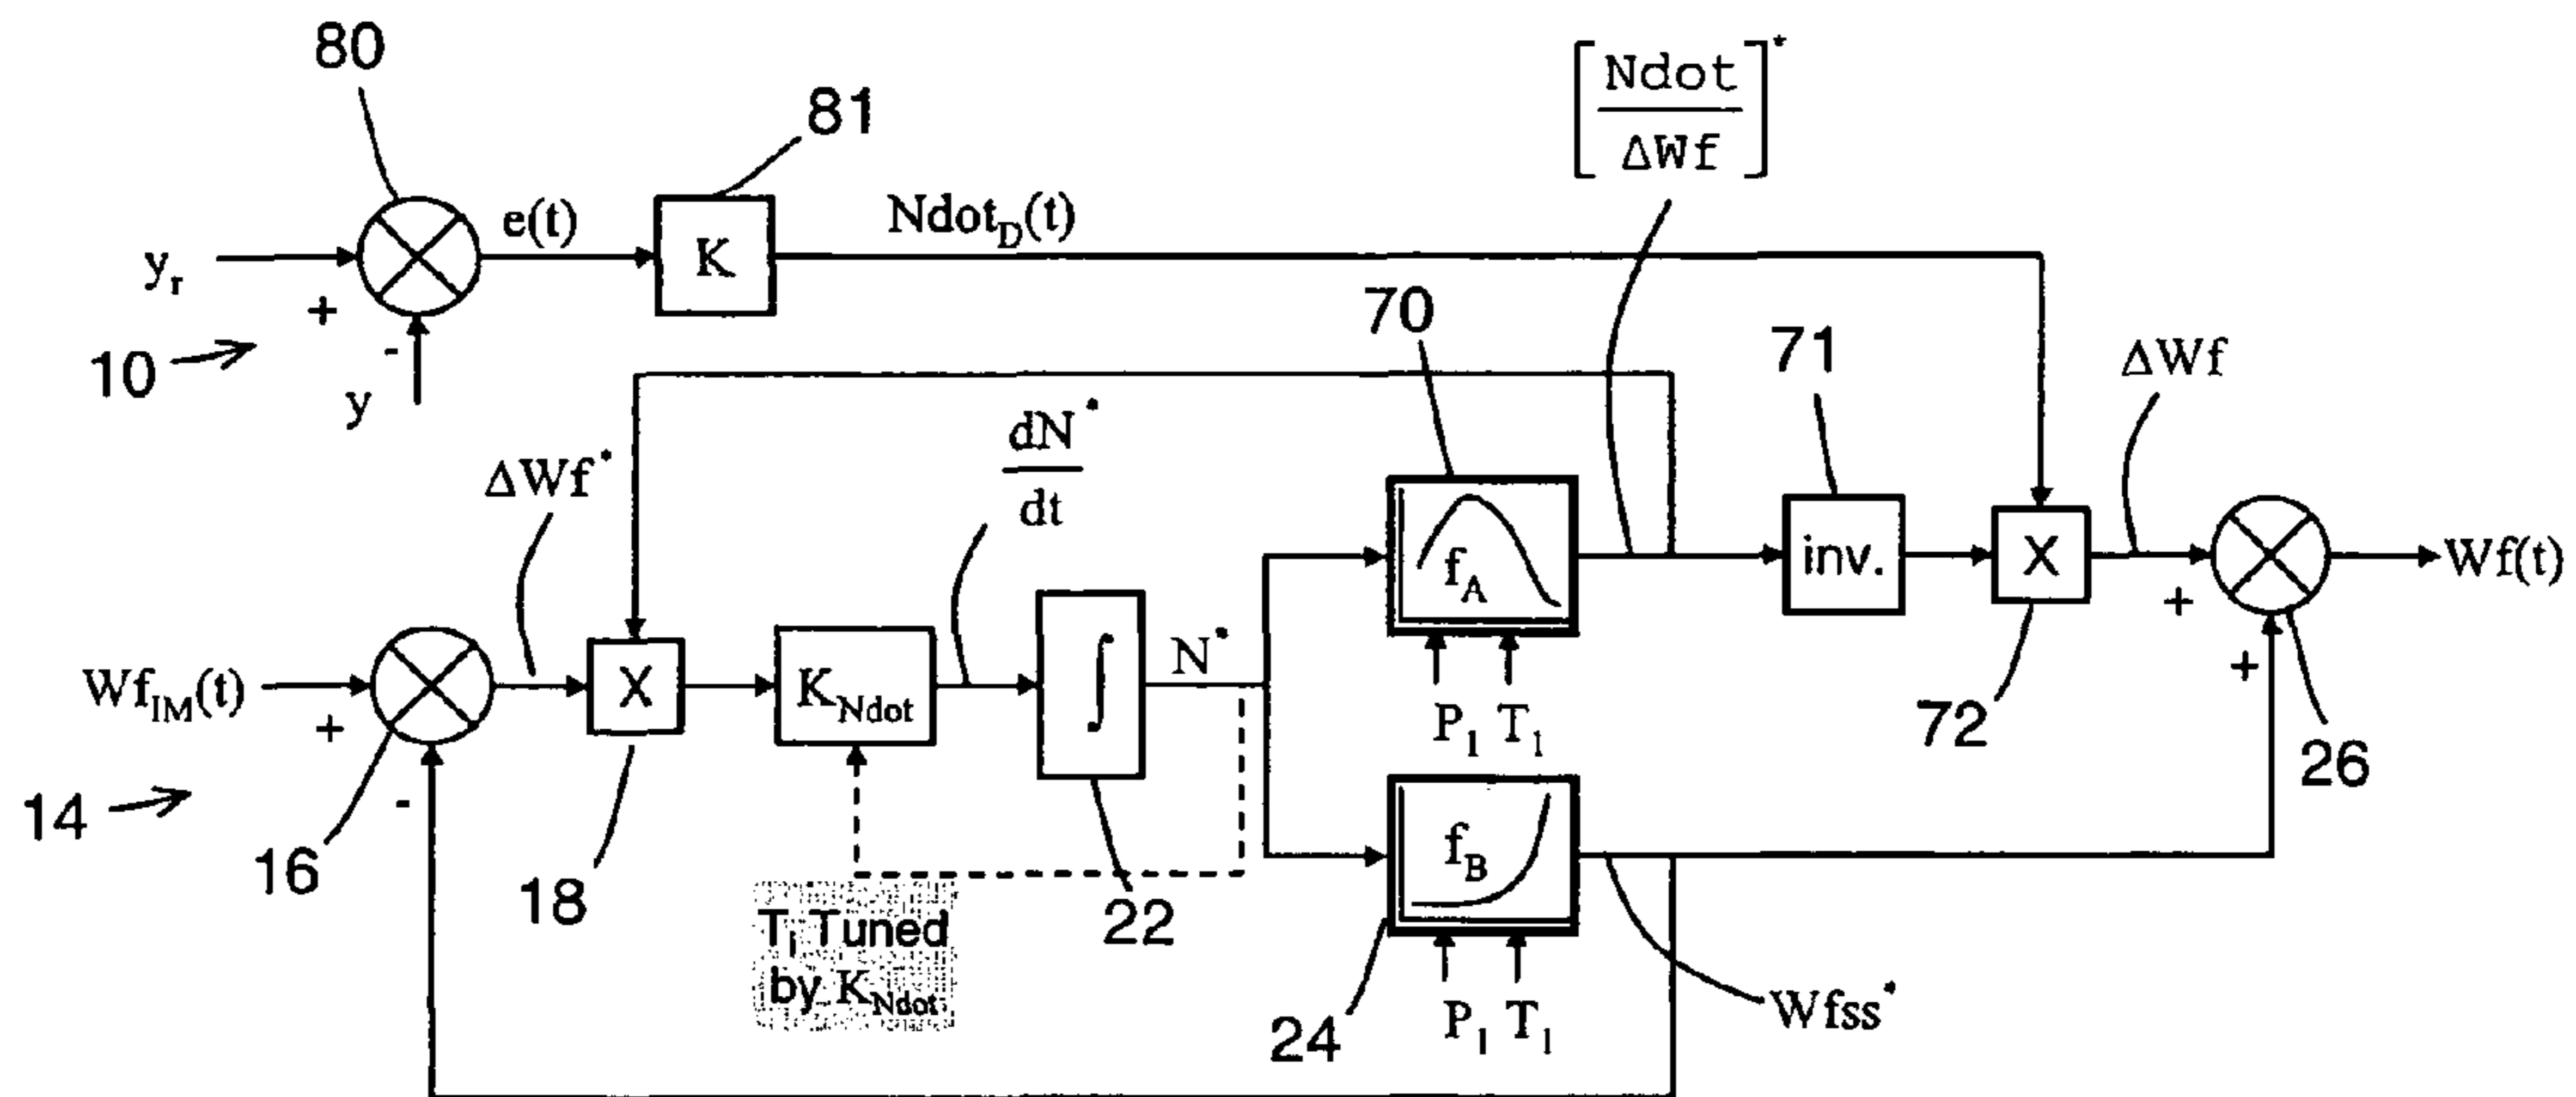 80
81
[Ndot / ΔWf]*
e(t)
Ndot_D(t)
y_r
K
+
-
10
y
70
71
ΔWf
ΔWf*
dN* / dt
f_A
inv.
X
Wf(t)
+
+
Wf_IM(t)
+
-
X
K_Ndot
∫
N*
P_1 T_1
72
26
14
16
18
T_i Tuned
by K_Ndot
22
f_B
24
P_1 T_1
Wfss*